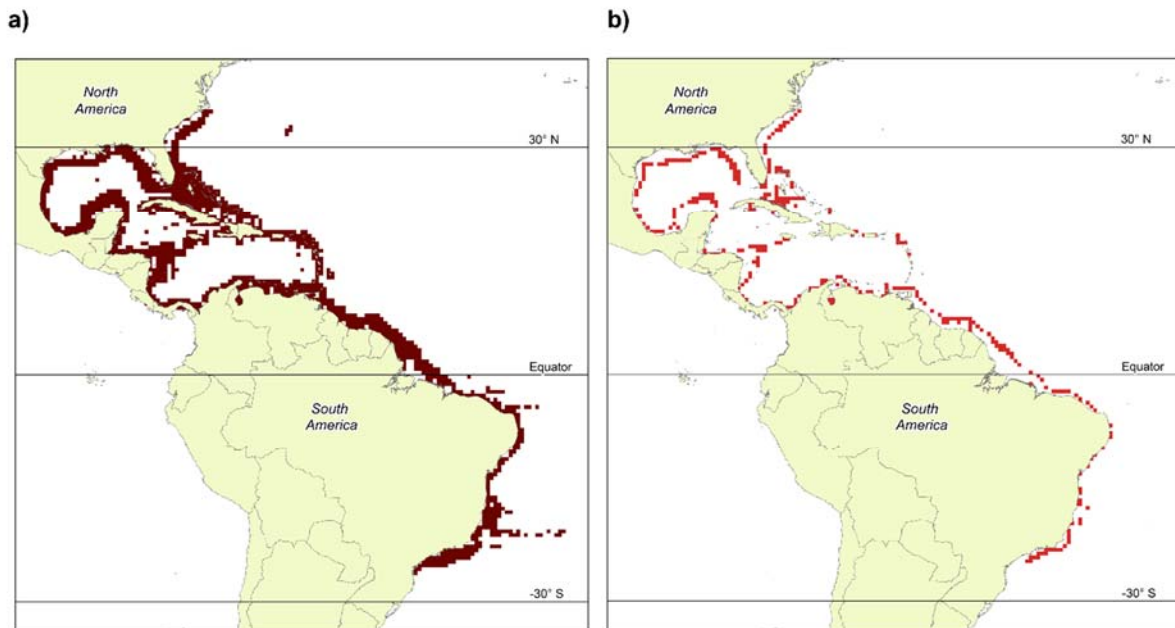 a)
North
America
30° N
Equator
South
America
-30° S
b)
North
America
30° N
Equator
South
America
-30° S